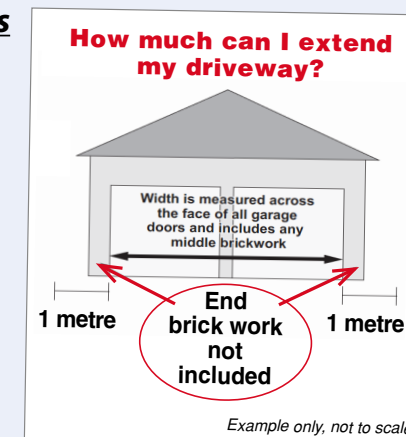 How much can I extend
my driveway?
Width is measured across
the face of all garage
doors and includes any
middle brickwork
1 metre
End
brick work
not
included
1 metre
Example only, not to scale